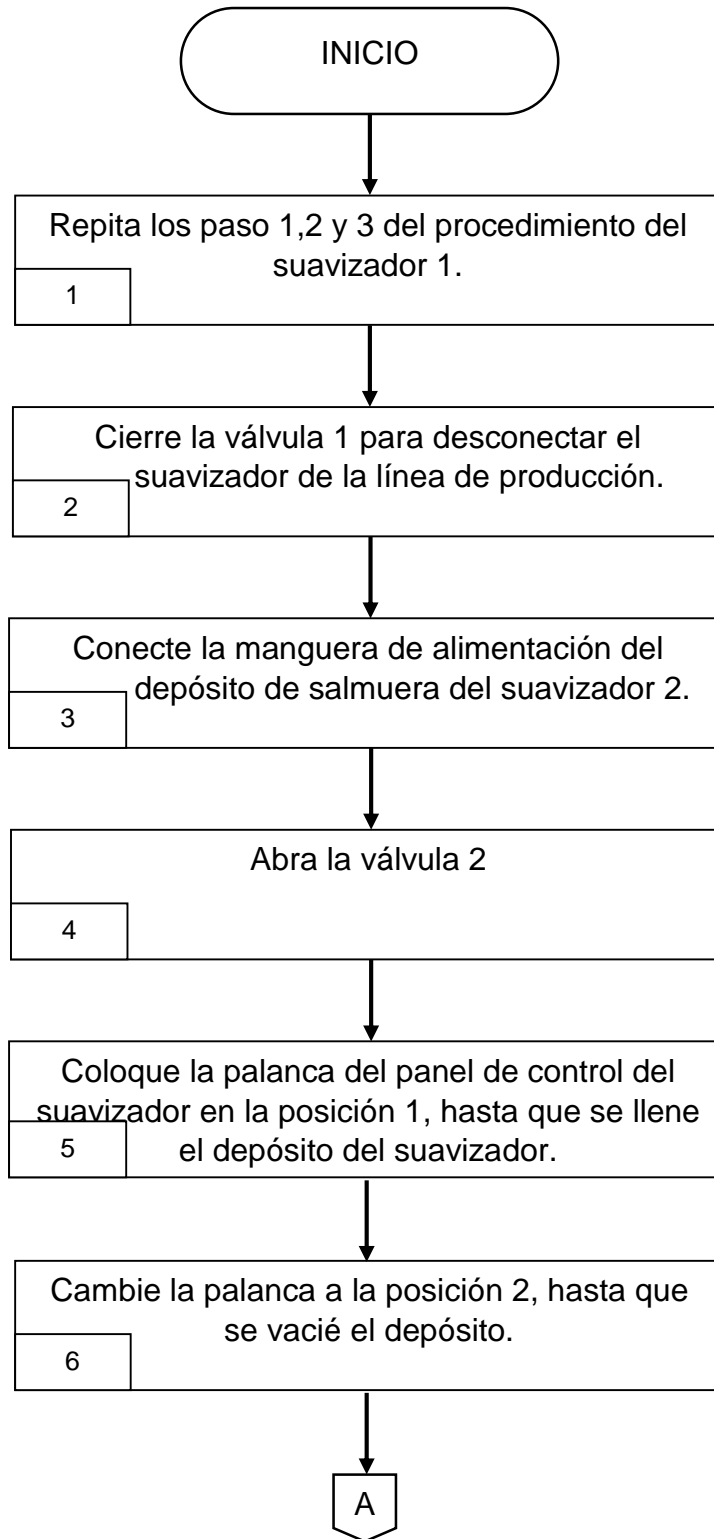 INICIO
Repita los paso 1,2 y 3 del procedimiento del
suavizador 1.
1
Cierre la válvula 1 para desconectar el
suavizador de la línea de producción.
2
Conecte la manguera de alimentación del
depósito de salmuera del suavizador 2.
3
Abra la válvula 2
4
Coloque la palanca del panel de control del
suavizador en la posición 1, hasta que se llene
el depósito del suavizador.
5
Cambie la palanca a la posición 2, hasta que
se vacié el depósito.
6
A